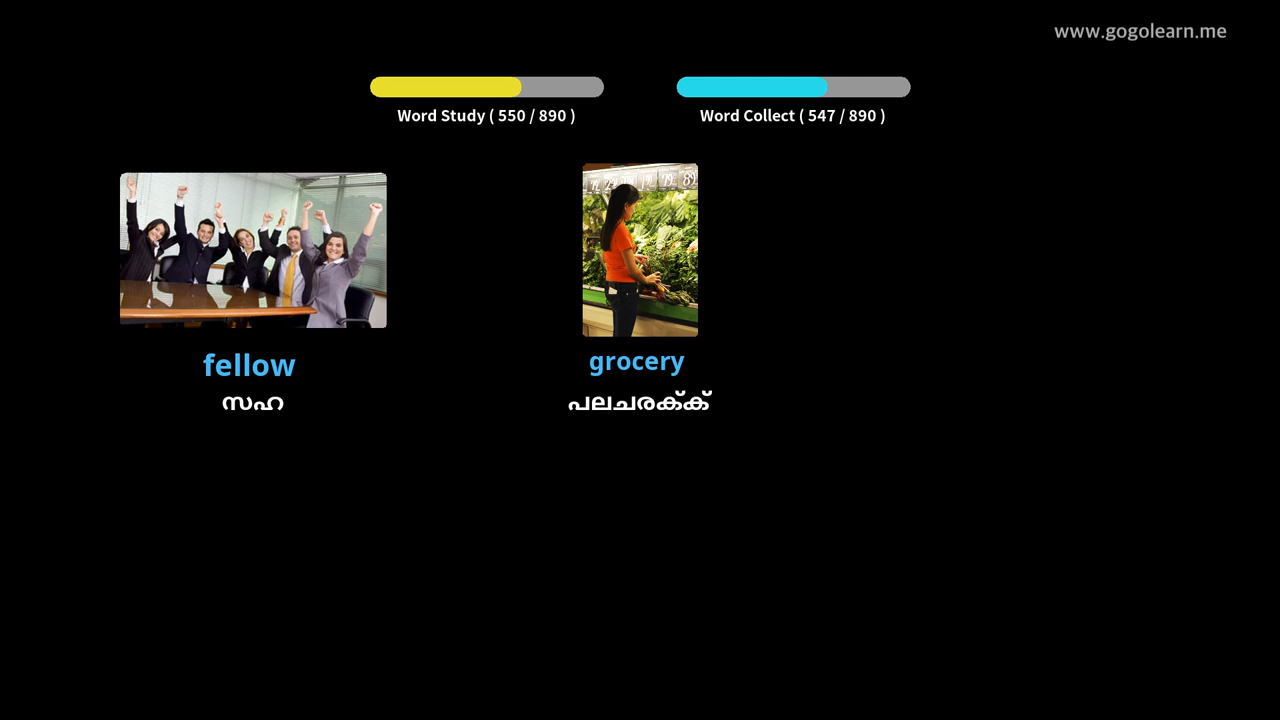 www.gogolearn.me
Word Study ( 550 / 890 )
Word Collect ( 547 / 890 )
fellow
grocery
സഹ
പലചരക്ക്